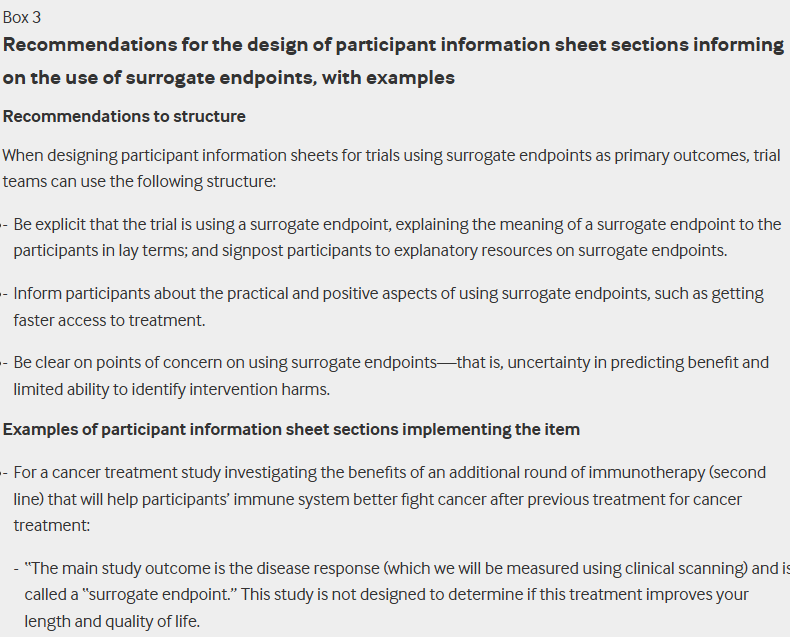 Box 3
Recommendations for the design of participant information sheet sections informing
on the use of surrogate endpoints, with examples
Recommendations to structure
When designing participant information sheets for trials using surrogate endpoints as primary outcomes, trial
teams can use the following structure:
- Be explicit that the trial is using a surrogate endpoint, explaining the meaning of a surrogate endpoint to the
participants in lay terms; and signpost participants to explanatory resources on surrogate endpoints.
- Inform participants about the practical and positive aspects of using surrogate endpoints, such as getting
faster access to treatment.
- Be clear on points of concern on using surrogate endpoints—that is, uncertainty in predicting benefit and
limited ability to identify intervention harms.
Examples of participant information sheet sections implementing the item
- For a cancer treatment study investigating the benefits of an additional round of immunotherapy (second
line) that will help participants’ immune system better fight cancer after previous treatment for cancer
treatment:
- “The main study outcome is the disease response (which we will be measured using clinical scanning) and is
called a “surrogate endpoint.” This study is not designed to determine if this treatment improves your
length and quality of life.